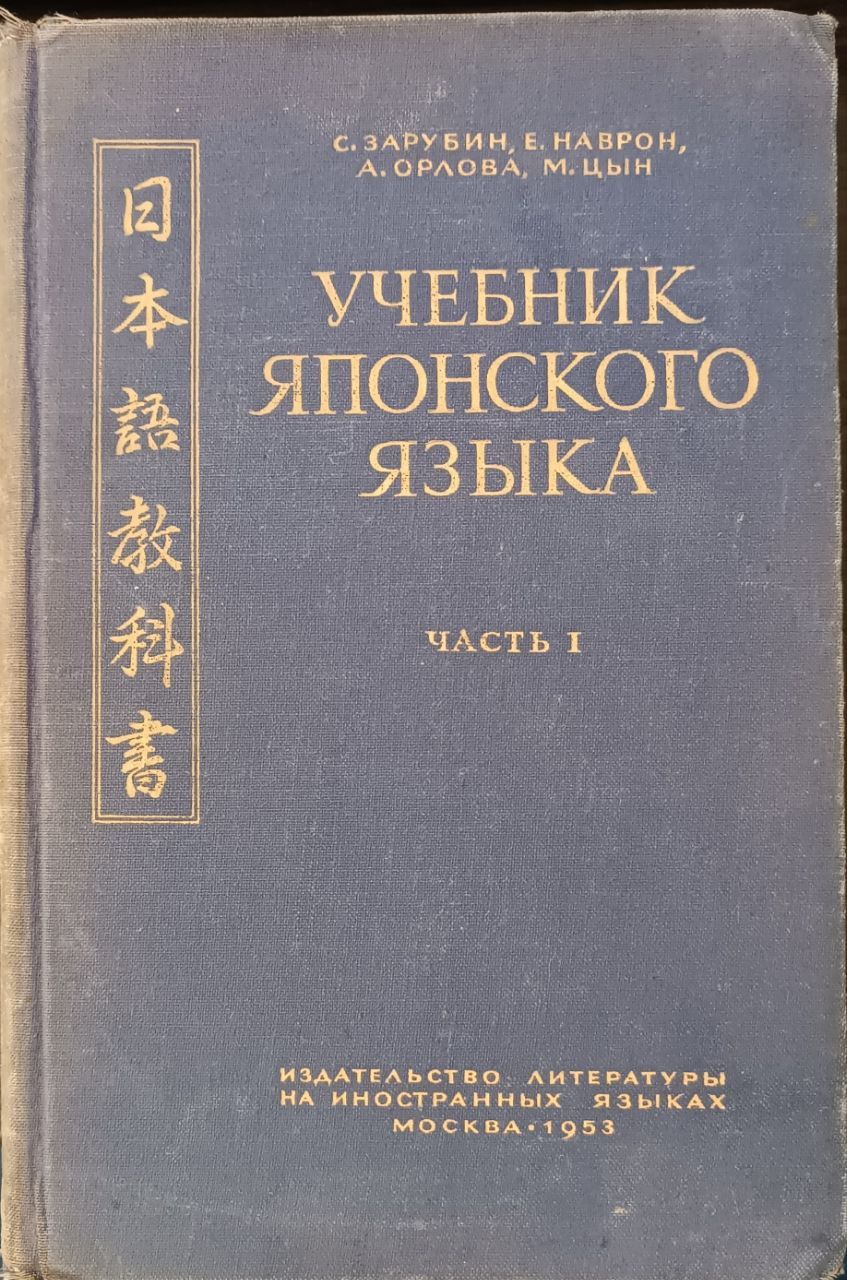 С. ЗАРУБИН, Е. НАВРОН,
А. ОРЛОВА, М. ЦЫН
日本語教科書
УЧЕБНИК
ЯПОНСКОГО
ЯЗЫКА
ЧАСТЬ I
ИЗДАТЕЛЬСТВО ЛИТЕРАТУРЫ
НА ИНОСТРАННЫХ ЯЗЫКАХ
МОСКВА • 1953